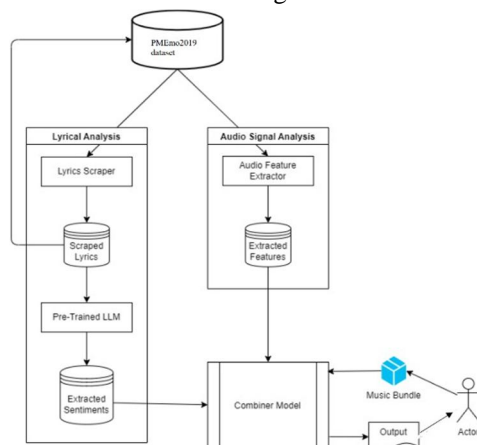 PMEmo2019
dataset
Lyrical Analysis
Audio Signal Analysis
Lyrics Scraper
Audio Feature
Extractor
Scraped
Lyrics
Extracted
Features
Pre-Trained LLM
Extracted
Sentiments
Combiner Model
Music Bundle
Output
Actor